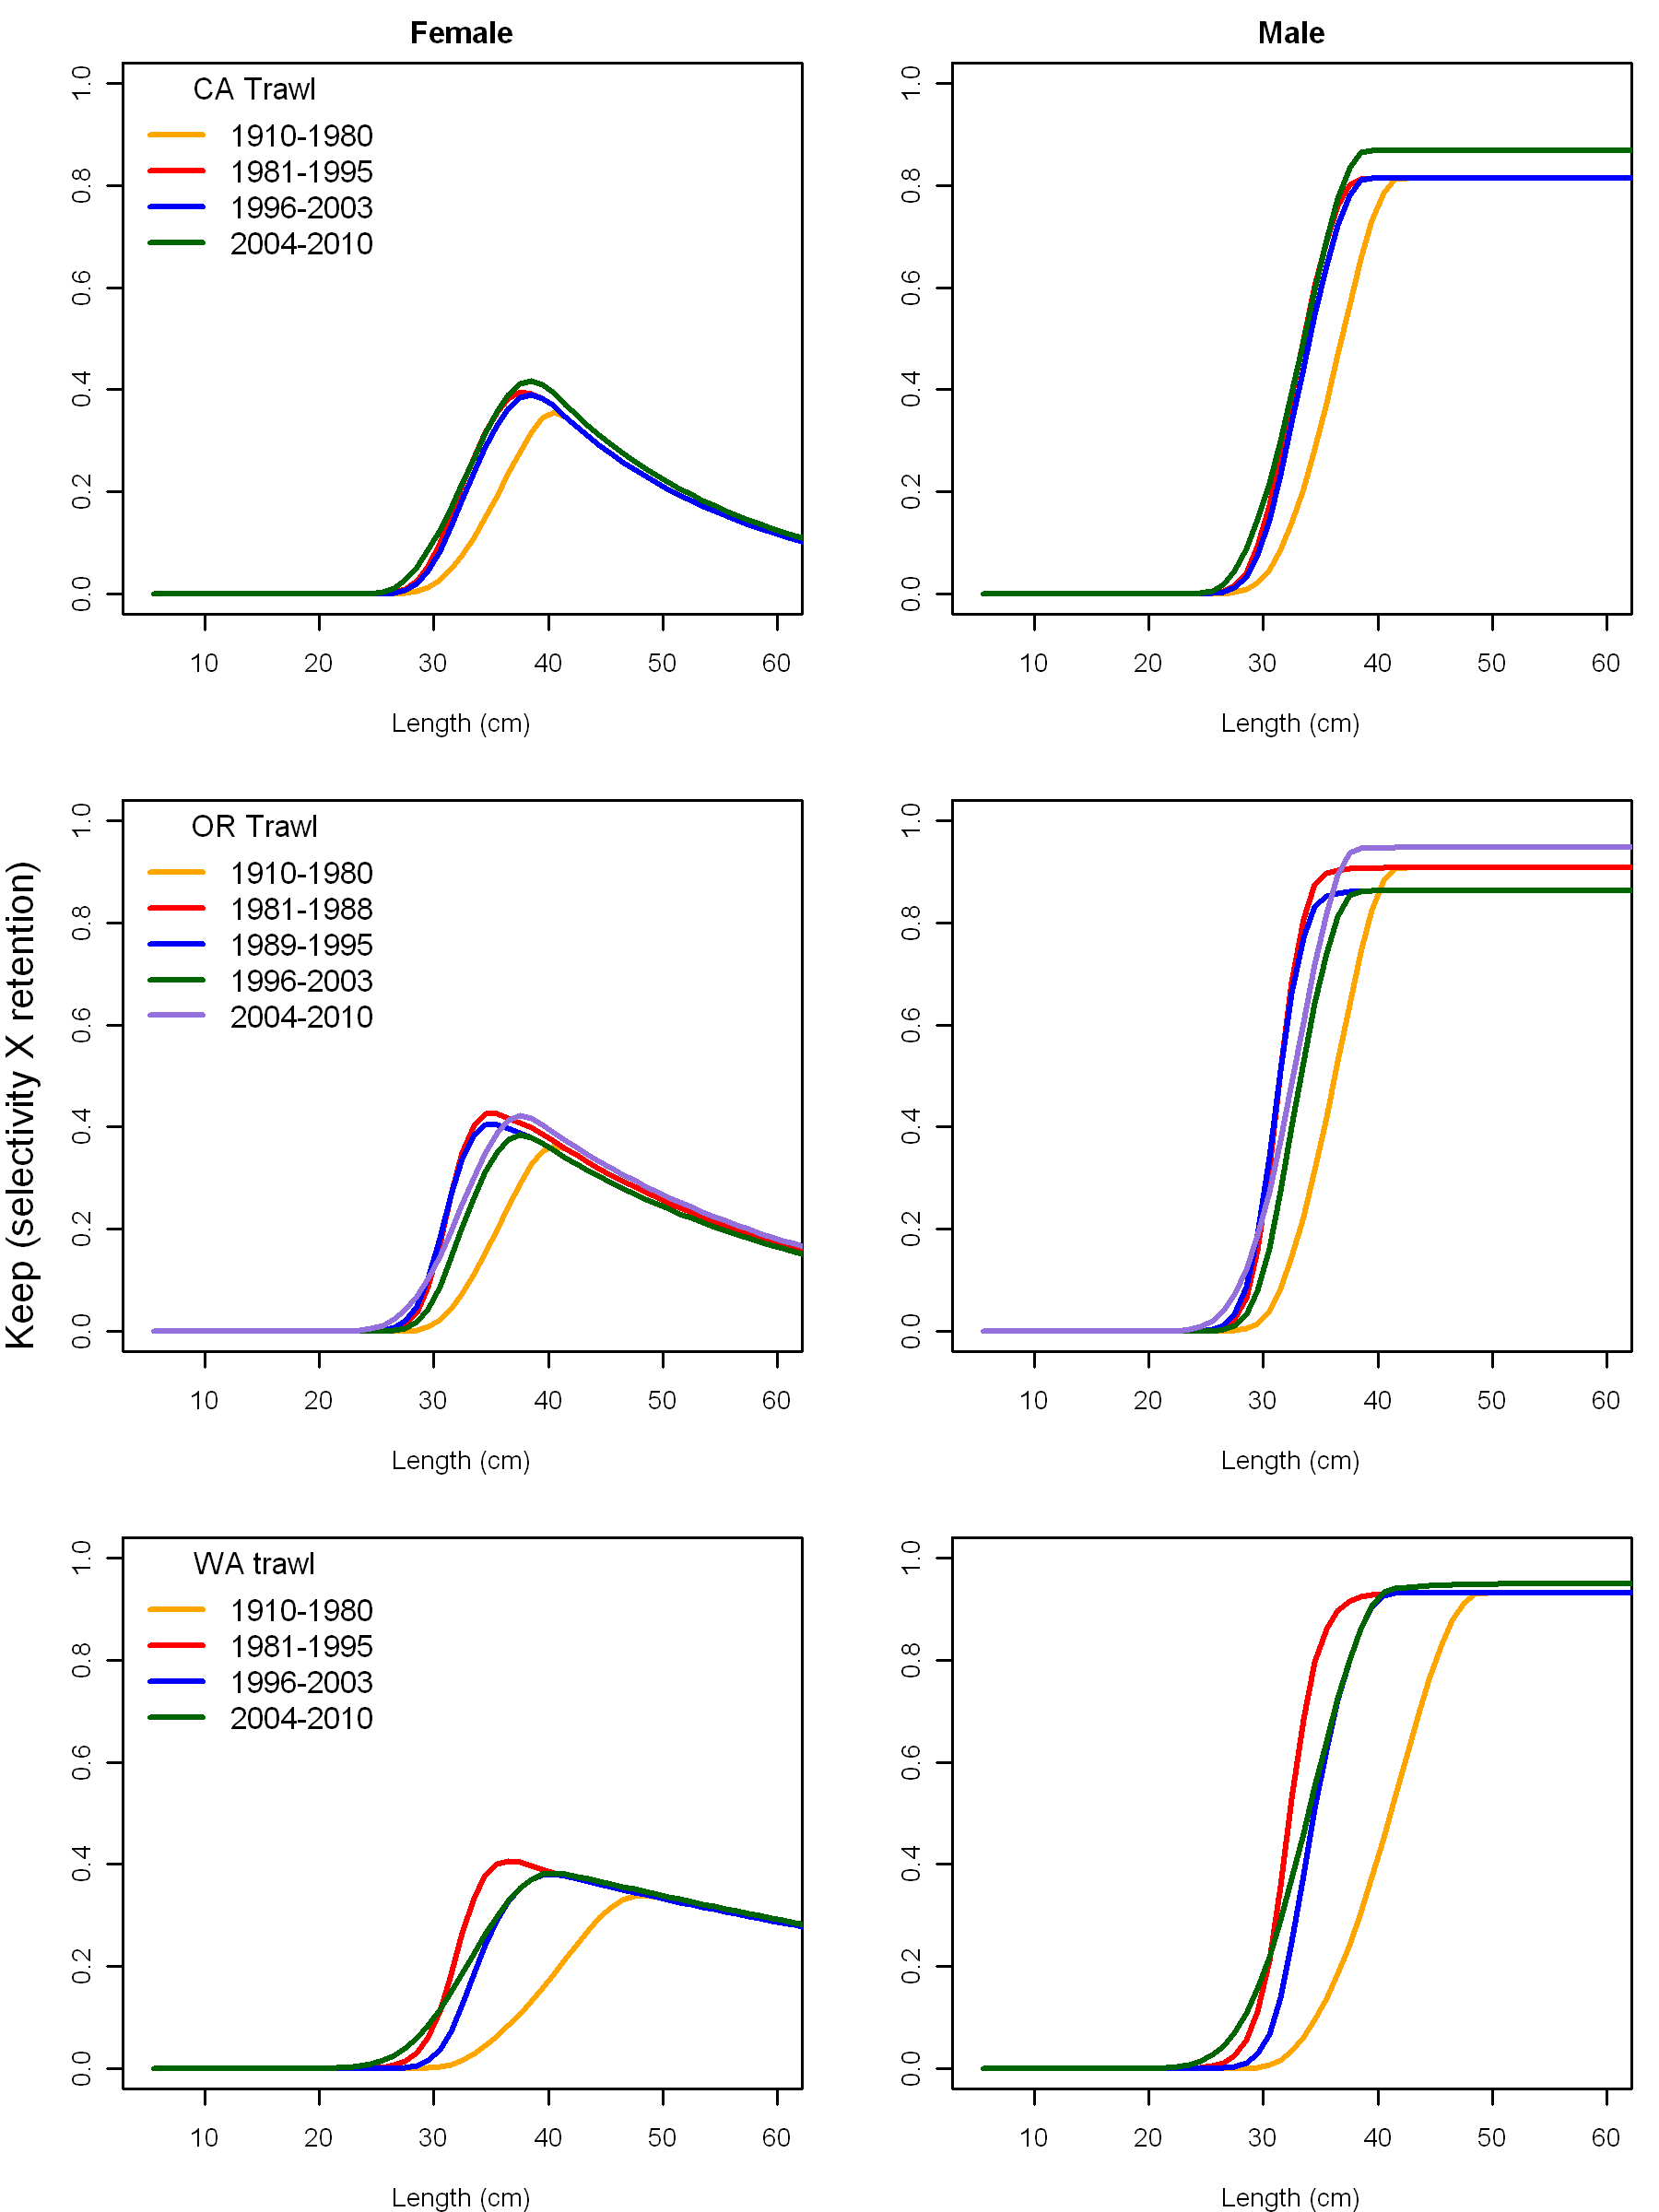 Female
Male
CA Trawl
1910-1980
1981-1995
1996-2003
2004-2010
0.0 0.2 0.4 0.6 0.8 1.0
10 20 30 40 50 60
Length (cm)
0.0 0.2 0.4 0.6 0.8 1.0
10 20 30 40 50 60
Length (cm)
Keep (selectivity X retention)
OR Trawl
1910-1980
1981-1988
1989-1995
1996-2003
2004-2010
0.0 0.2 0.4 0.6 0.8 1.0
10 20 30 40 50 60
Length (cm)
0.0 0.2 0.4 0.6 0.8 1.0
10 20 30 40 50 60
Length (cm)
WA trawl
1910-1980
1981-1995
1996-2003
2004-2010
0.0 0.2 0.4 0.6 0.8 1.0
10 20 30 40 50 60
Length (cm)
0.0 0.2 0.4 0.6 0.8 1.0
10 20 30 40 50 60
Length (cm)